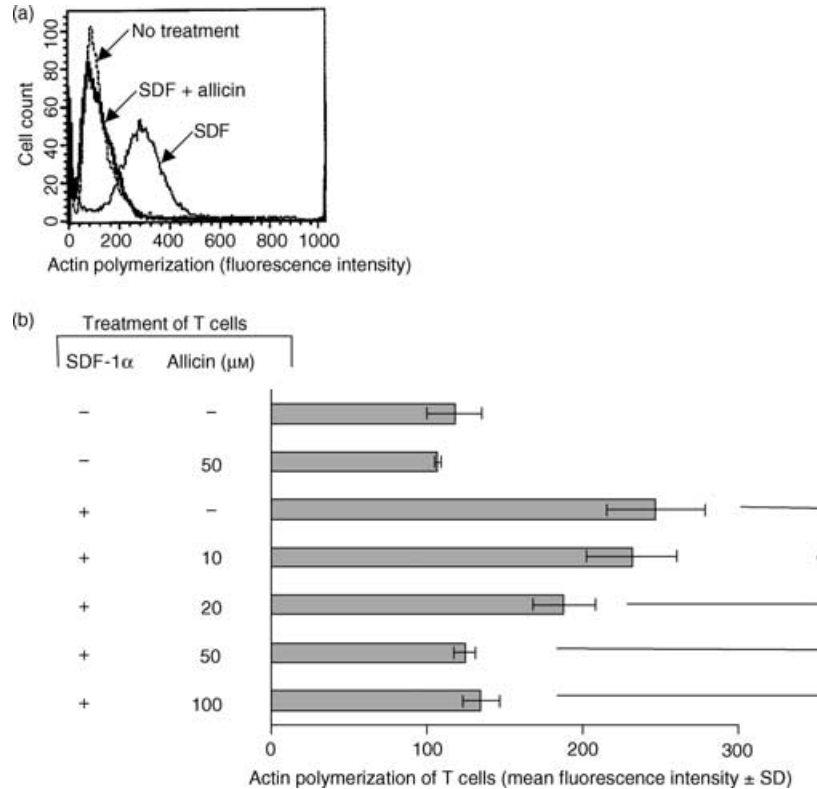 (a)
No treatment
SDF + allicin
SDF
Cell count
100
80
60
40
20
0
0 200 400 600 800 1000
Actin polymerization (fluorescence intensity)
(b)
Treatment of T cells
SDF-1α Allicin (μM)
– –
– 50
+ –
+ 10
+ 20
+ 50
+ 100
0 100 200 300
Actin polymerization of T cells (mean fluorescence intensity ± SD)